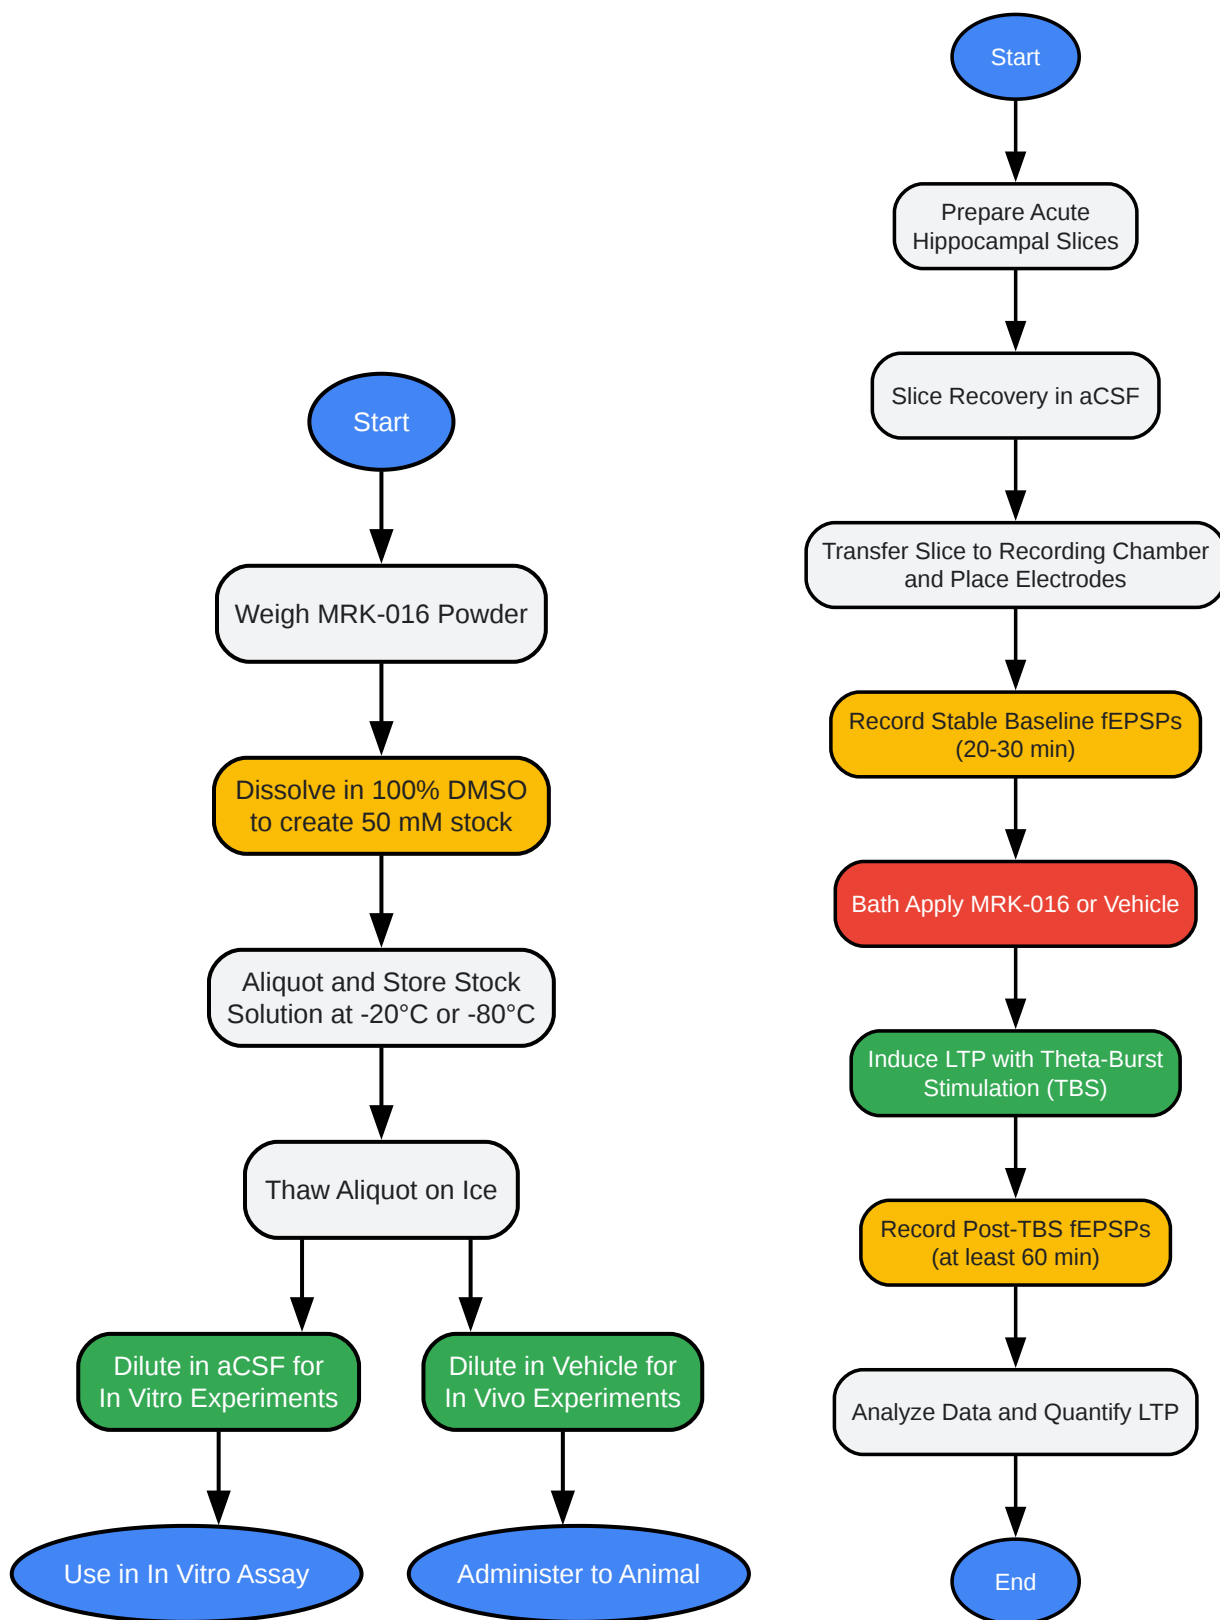 Start
Weigh MRK-016 Powder
Dissolve in 100% DMSO
to create 50 mM stock
Aliquot and Store Stock
Solution at -20°C or -80°C
Thaw Aliquot on Ice
Dilute in aCSF for
In Vitro Experiments
Dilute in Vehicle for
In Vivo Experiments
Use in In Vitro Assay
Administer to Animal
Start
Prepare Acute
Hippocampal Slices
Slice Recovery in aCSF
Transfer Slice to Recording Chamber
and Place Electrodes
Record Stable Baseline fEPSPs
(20-30 min)
Bath Apply MRK-016 or Vehicle
Induce LTP with Theta-Burst
Stimulation (TBS)
Record Post-TBS fEPSPs
(at least 60 min)
Analyze Data and Quantify LTP
End